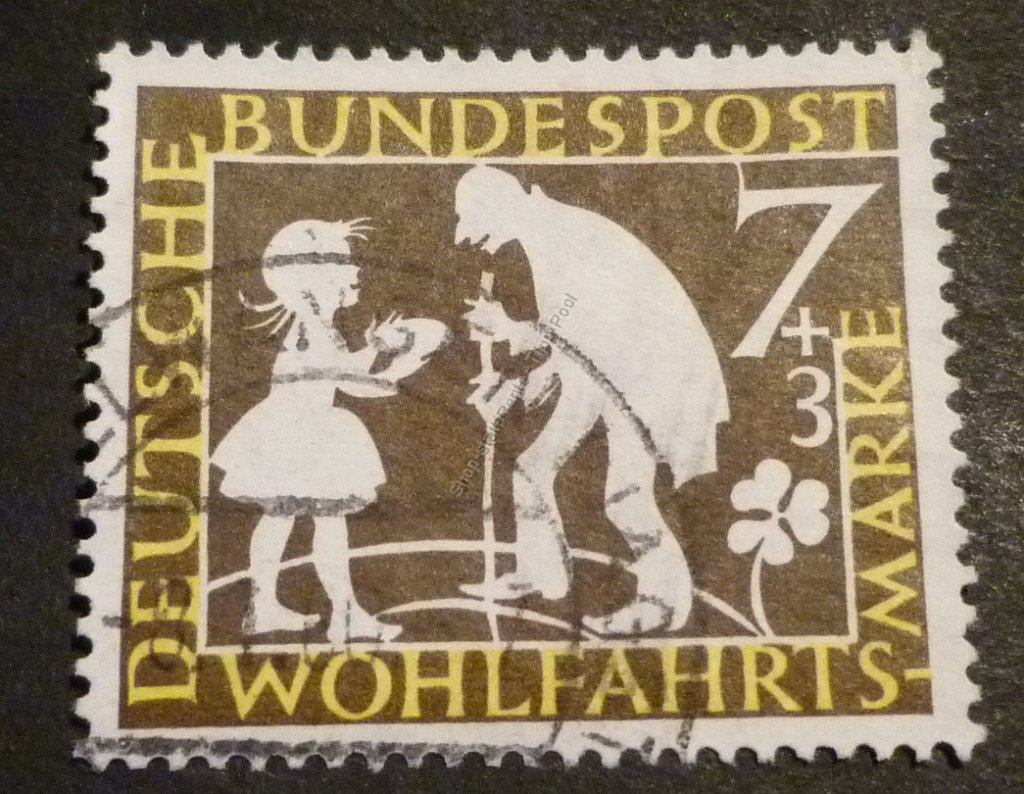 DEUTSCHE
BUNDESPOST
7
+
3
WOHLFAHRTS-
MARKE